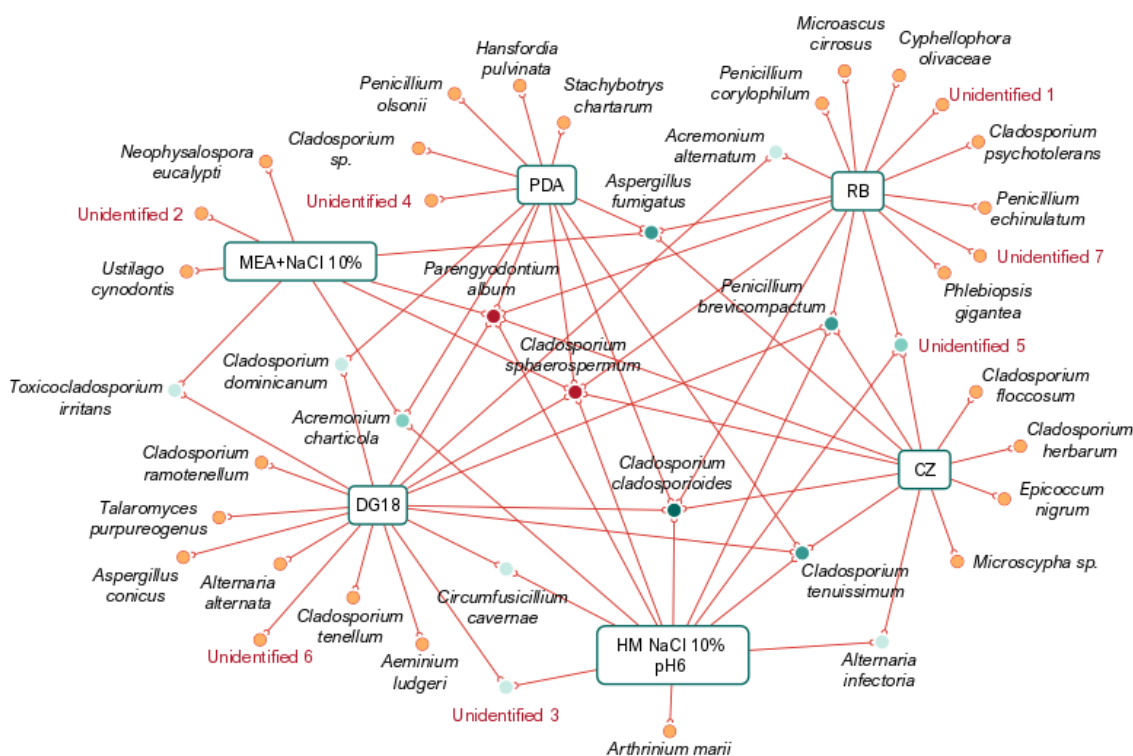 Microascus
cirrosus
Cyphellophora
olivaceae
Hansfordia
pulvinata
Penicillium
olsonii
Stachybotrys
chartarum
Penicillium
corylophilum
Unidentified 1
Cladosporium
sp.
Acremonium
alternatum
Cladosporium
psychotolerans
Neophysalospora
eucalypti
PDA
RB
Aspergillus
fumigatus
Unidentified 4
Penicillium
echinulatum
Unidentified 2
MEA+NaCl 10%
Unidentified 7
Ustilago
cynodontis
Parengyodontium
album
Penicillium
brevicompactum
Phlebiopsis
gigantea
Cladosporium
sphaerospermum
Unidentified 5
Cladosporium
dominicanum
Toxicocladosporium
irritans
Cladosporium
floccosum
Acremonium
charticola
Cladosporium
herbarum
Cladosporium
ramotenellum
Cladosporium
cladosporioides
CZ
Epicoccum
nigrum
DG18
Talaromyces
purpureogenus
Aspergillus
conicus
Alternaria
alternata
Microscypha sp.
Circumfusicillium
cavernae
Cladosporium
tenuissimum
Cladosporium
tenellum
Unidentified 6
Aeminium
ludgeri
HM NaCl 10%
pH6
Alternaria
infectoria
Unidentified 3
Arthrinium marii